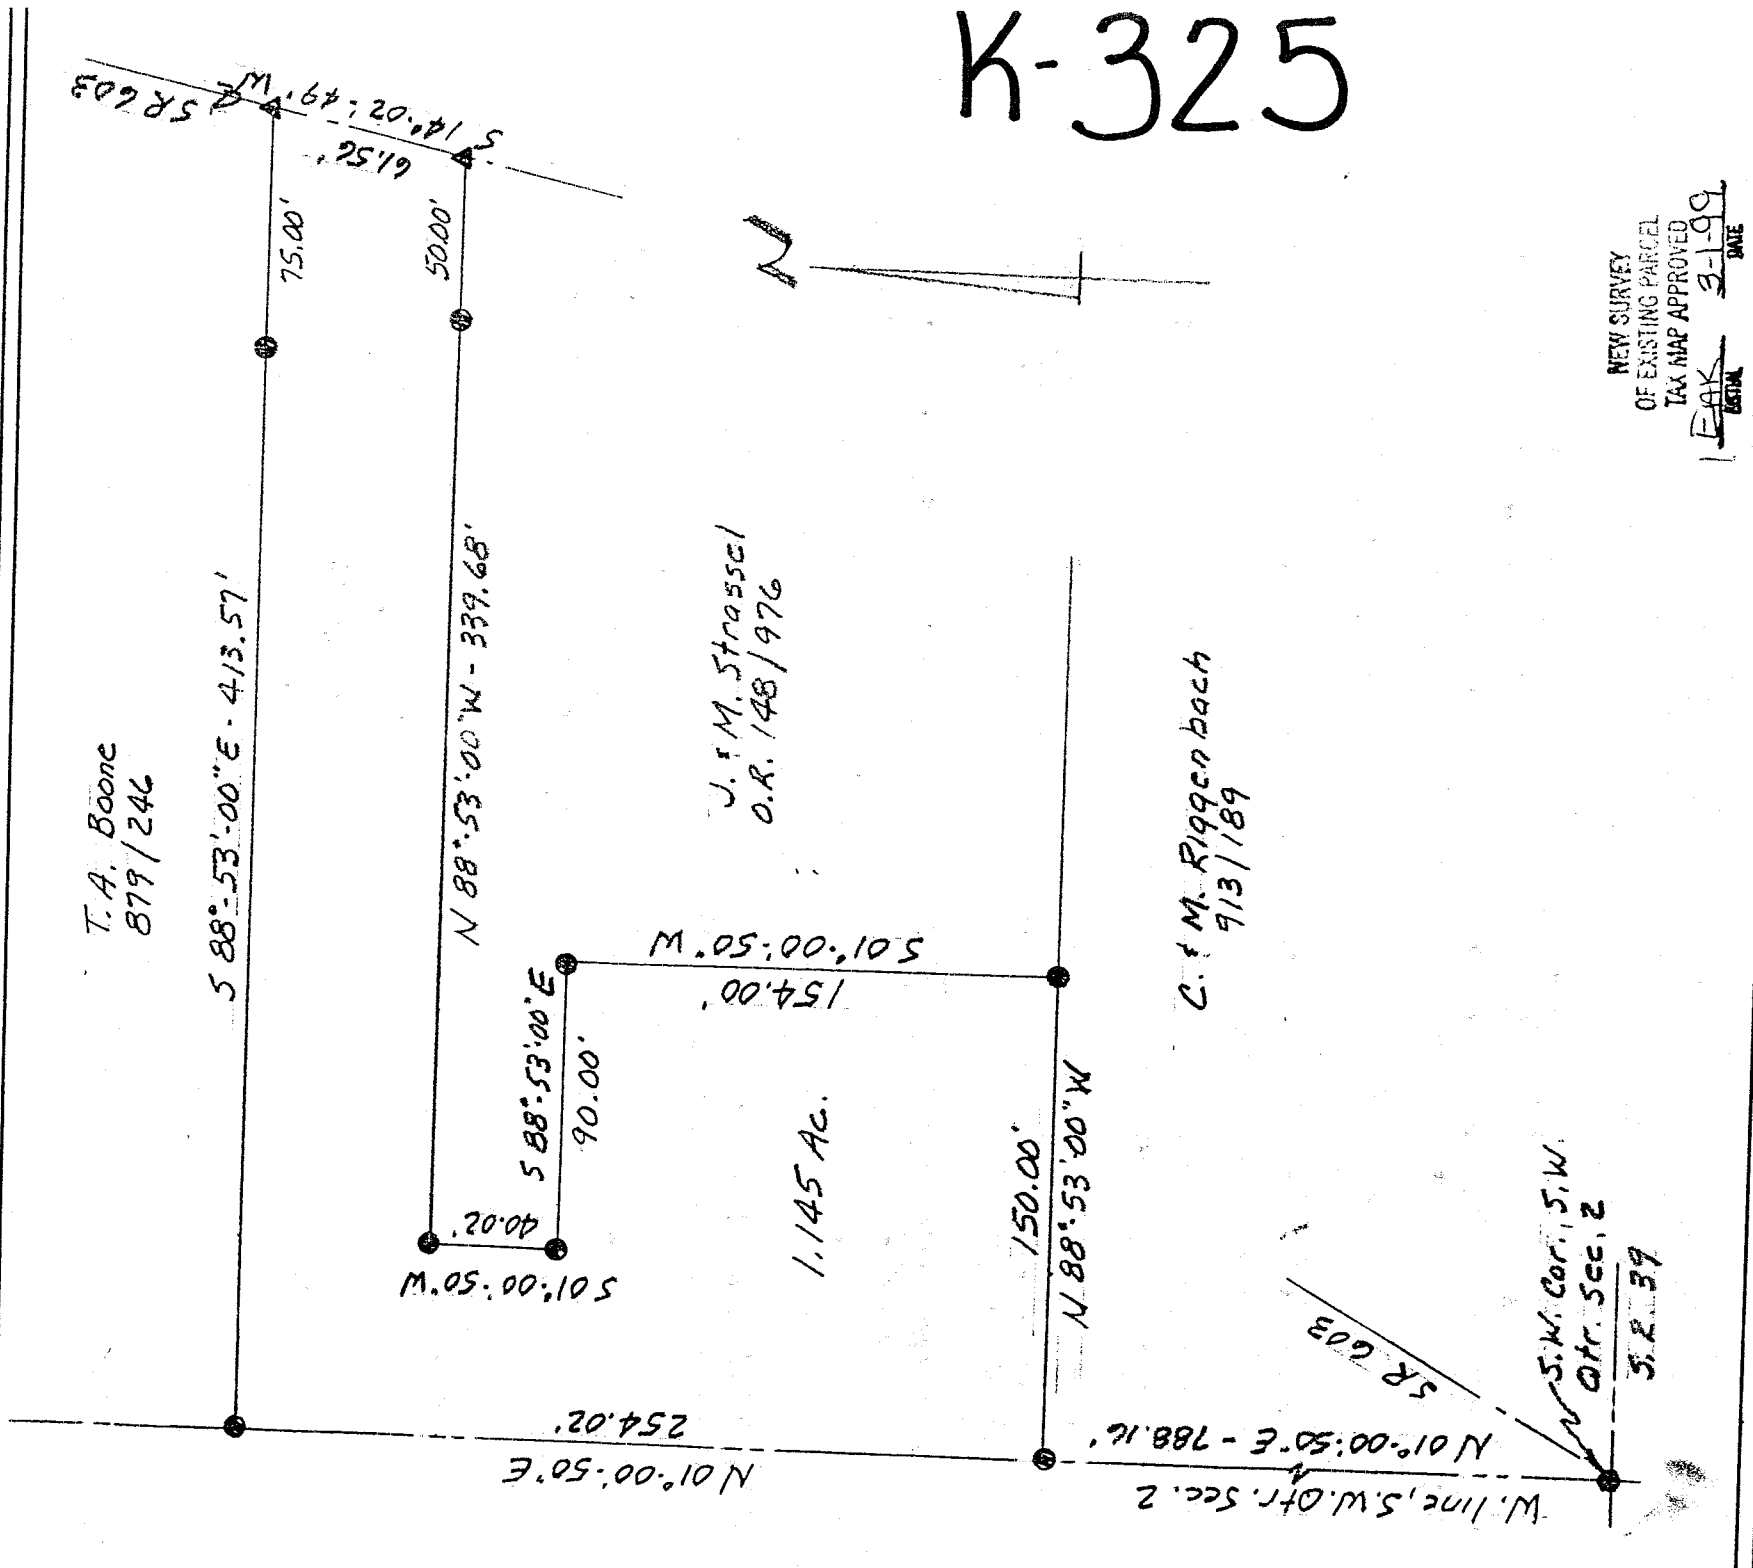 K-325
SR 603
S 14°-02'-49" W
61.56'
75.00'
50.00'
N
NEW SURVEY
OF EXISTING PARCEL
TAX MAP APPROVED
EAK 3-1-99
INITIAL DATE
T. A. Boone
879 / 246
S 88°-53'-00" E - 413.57'
N 88°-53'-00" W - 339.68'
J. & M. Strassel
O.R. 148 / 976
C. & M. Riggenbach
913 / 189
S 01°-00'-50" W
154.00'
S 88°-53'-00" E
90.00'
40.02'
S 01°-00'-50" W
1.145 Ac.
150.00'
N 88°-53'-00" W
254.02'
N 01°-00'-50" E
SR 603
N 01°-00'-50" E - 788.16'
W. line, S.W. Qtr. Sec. 2
S.W. Cor., S.W.
Qtr. Sec. 2